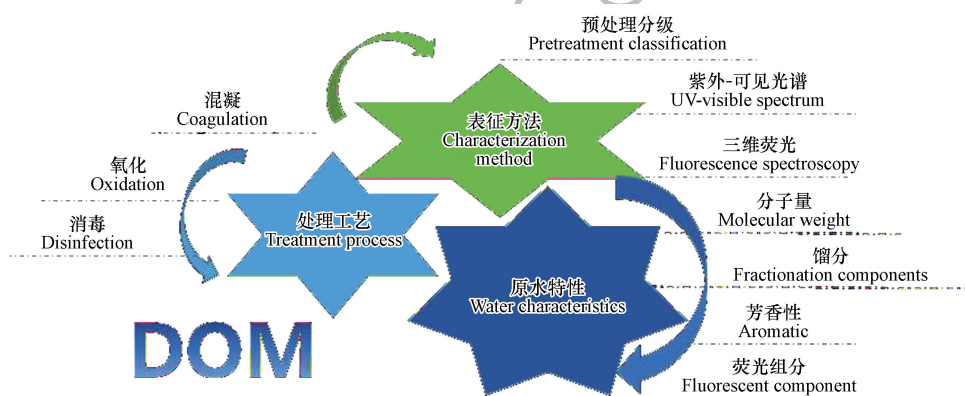 预处理分级
Pretreatment classification
紫外-可见光谱
UV-visible spectrum
三维荧光
Fluorescence spectroscopy
表征方法
Characterization
method
混凝
Coagulation
氧化
Oxidation
消毒
Disinfection
处理工艺
Treatment process
分子量
Molecular weight
馏分
Fractionation components
芳香性
Aromatic
荧光组分
Fluorescent component
原水特性
Water characteristics
DOM